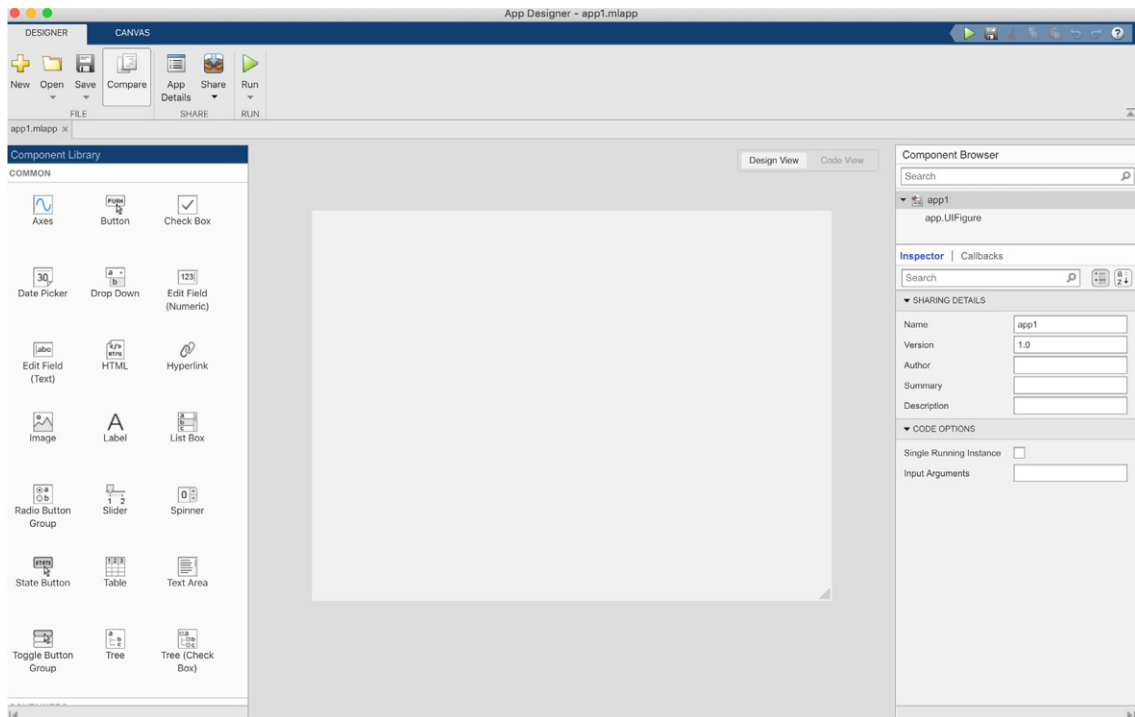 App Designer - app1.mlapp
DESIGNER CANVAS
New Open Save Compare App Details Share Run
FILE SHARE RUN
app1.mlapp ×
Component Library
COMMON
Axes Button Check Box
Date Picker Drop Down Edit Field (Numeric)
Edit Field (Text) HTML Hyperlink
Image Label List Box
Radio Button Group Slider Spinner
State Button Table Text Area
Toggle Button Group Tree Tree (Check Box)
Design View Code View
Component Browser
Search
app1
app.UIFigure
Inspector | Callbacks
Search
SHARING DETAILS
Name app1
Version 1.0
Author
Summary
Description
CODE OPTIONS
Single Running Instance
Input Arguments